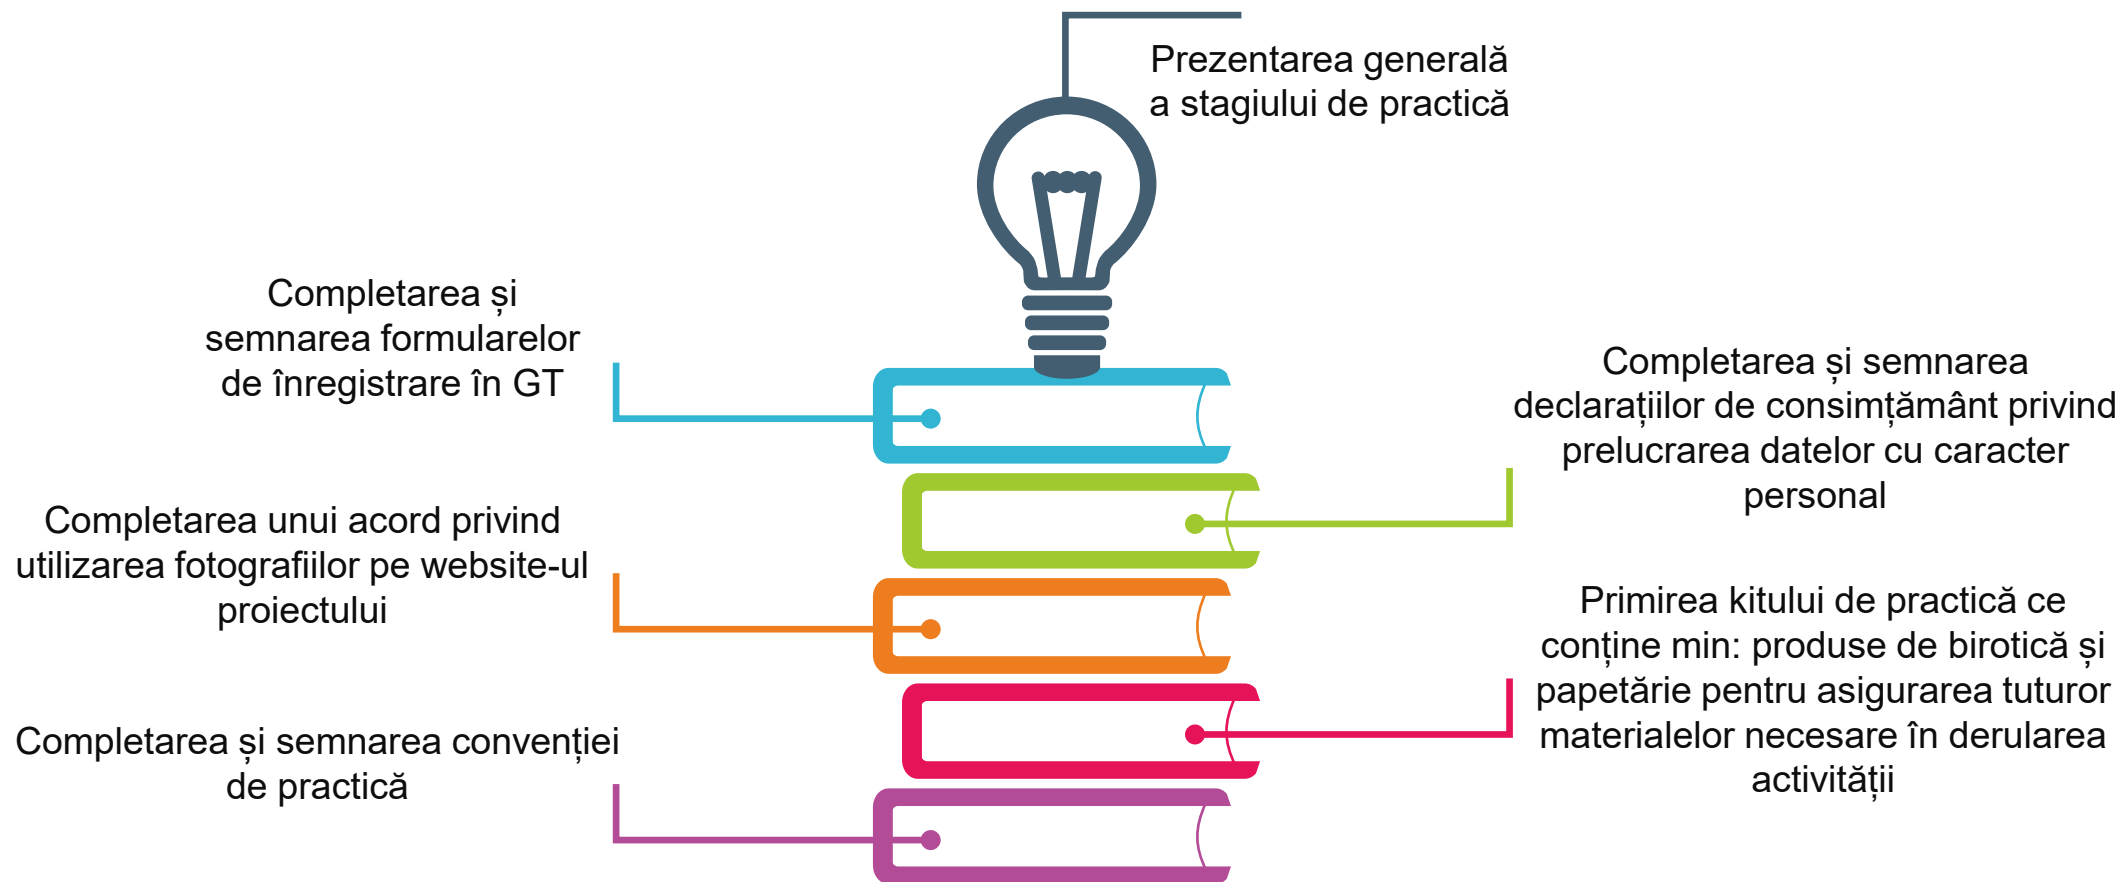 Prezentarea generală
a stagiului de practică
Completarea și
semnarea formularelor
de înregistrare în GT
Completarea și semnarea
declarațiilor de consimțământ privind
prelucrarea datelor cu caracter
personal
Completarea unui acord privind
utilizarea fotografiilor pe website-ul
proiectului
Primirea kitului de practică ce
conține min: produse de birotică și
papetărie pentru asigurarea tuturor
materialelor necesare în derularea
activității
Completarea și semnarea convenției
de practică